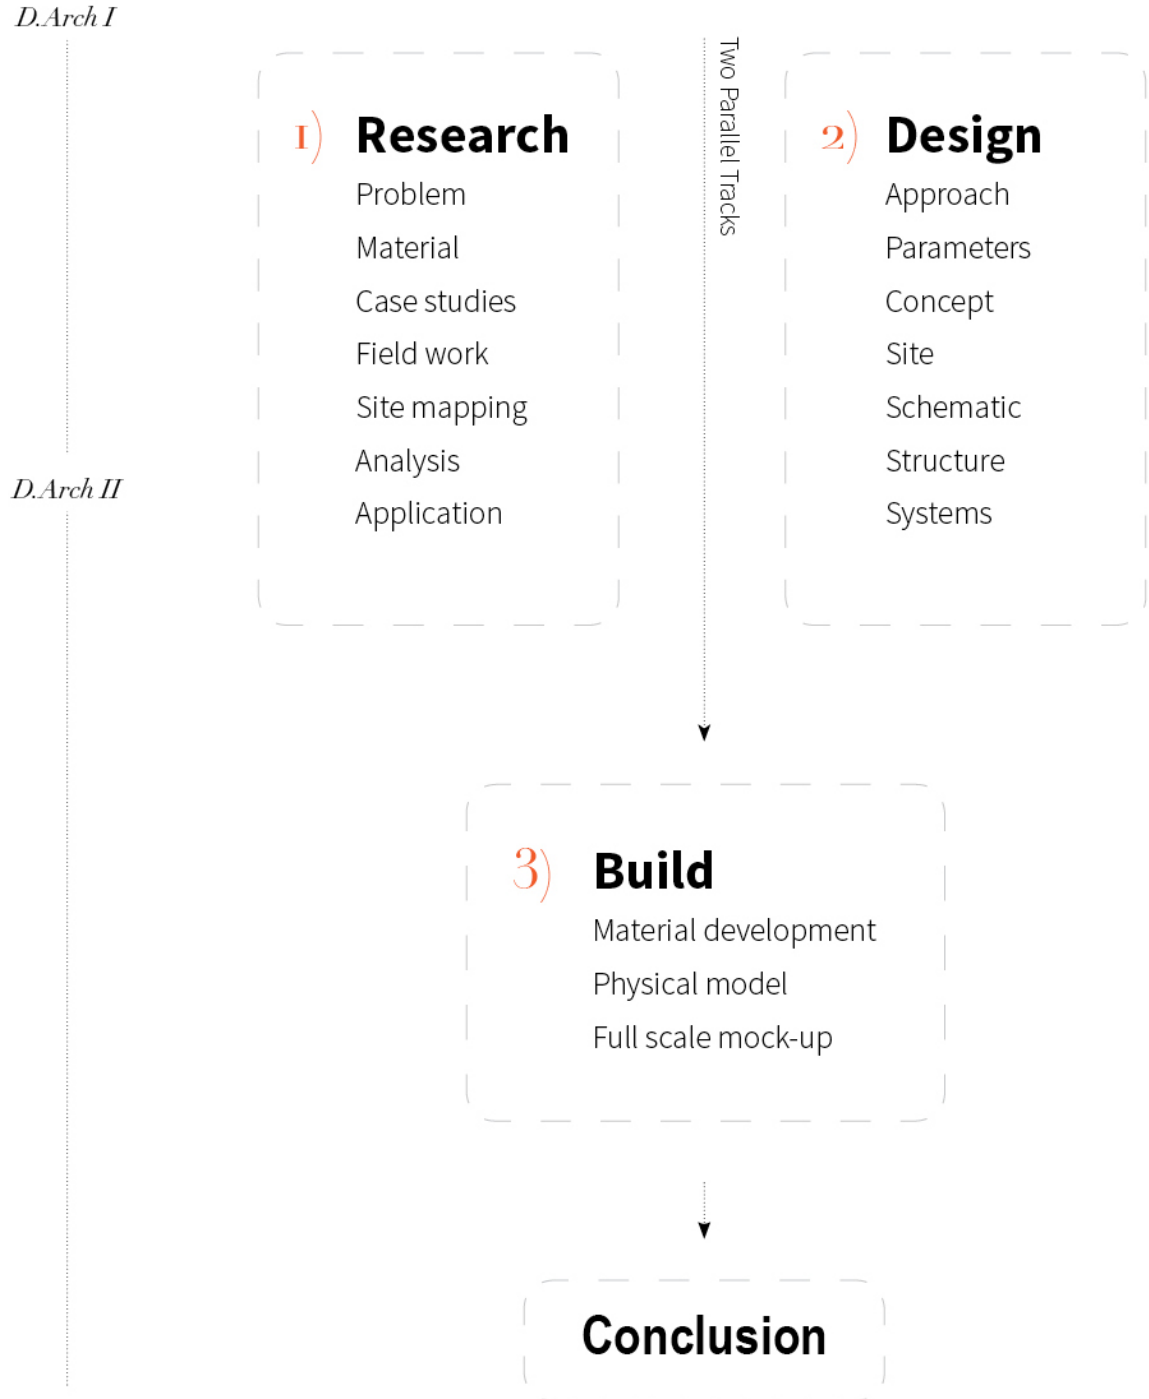 D.Arch I
Two Parallel Tracks
1) Research
Problem
Material
Case studies
Field work
Site mapping
Analysis
Application
2) Design
Approach
Parameters
Concept
Site
Schematic
Structure
Systems
D.Arch II
3) Build
Material development
Physical model
Full scale mock-up
Conclusion